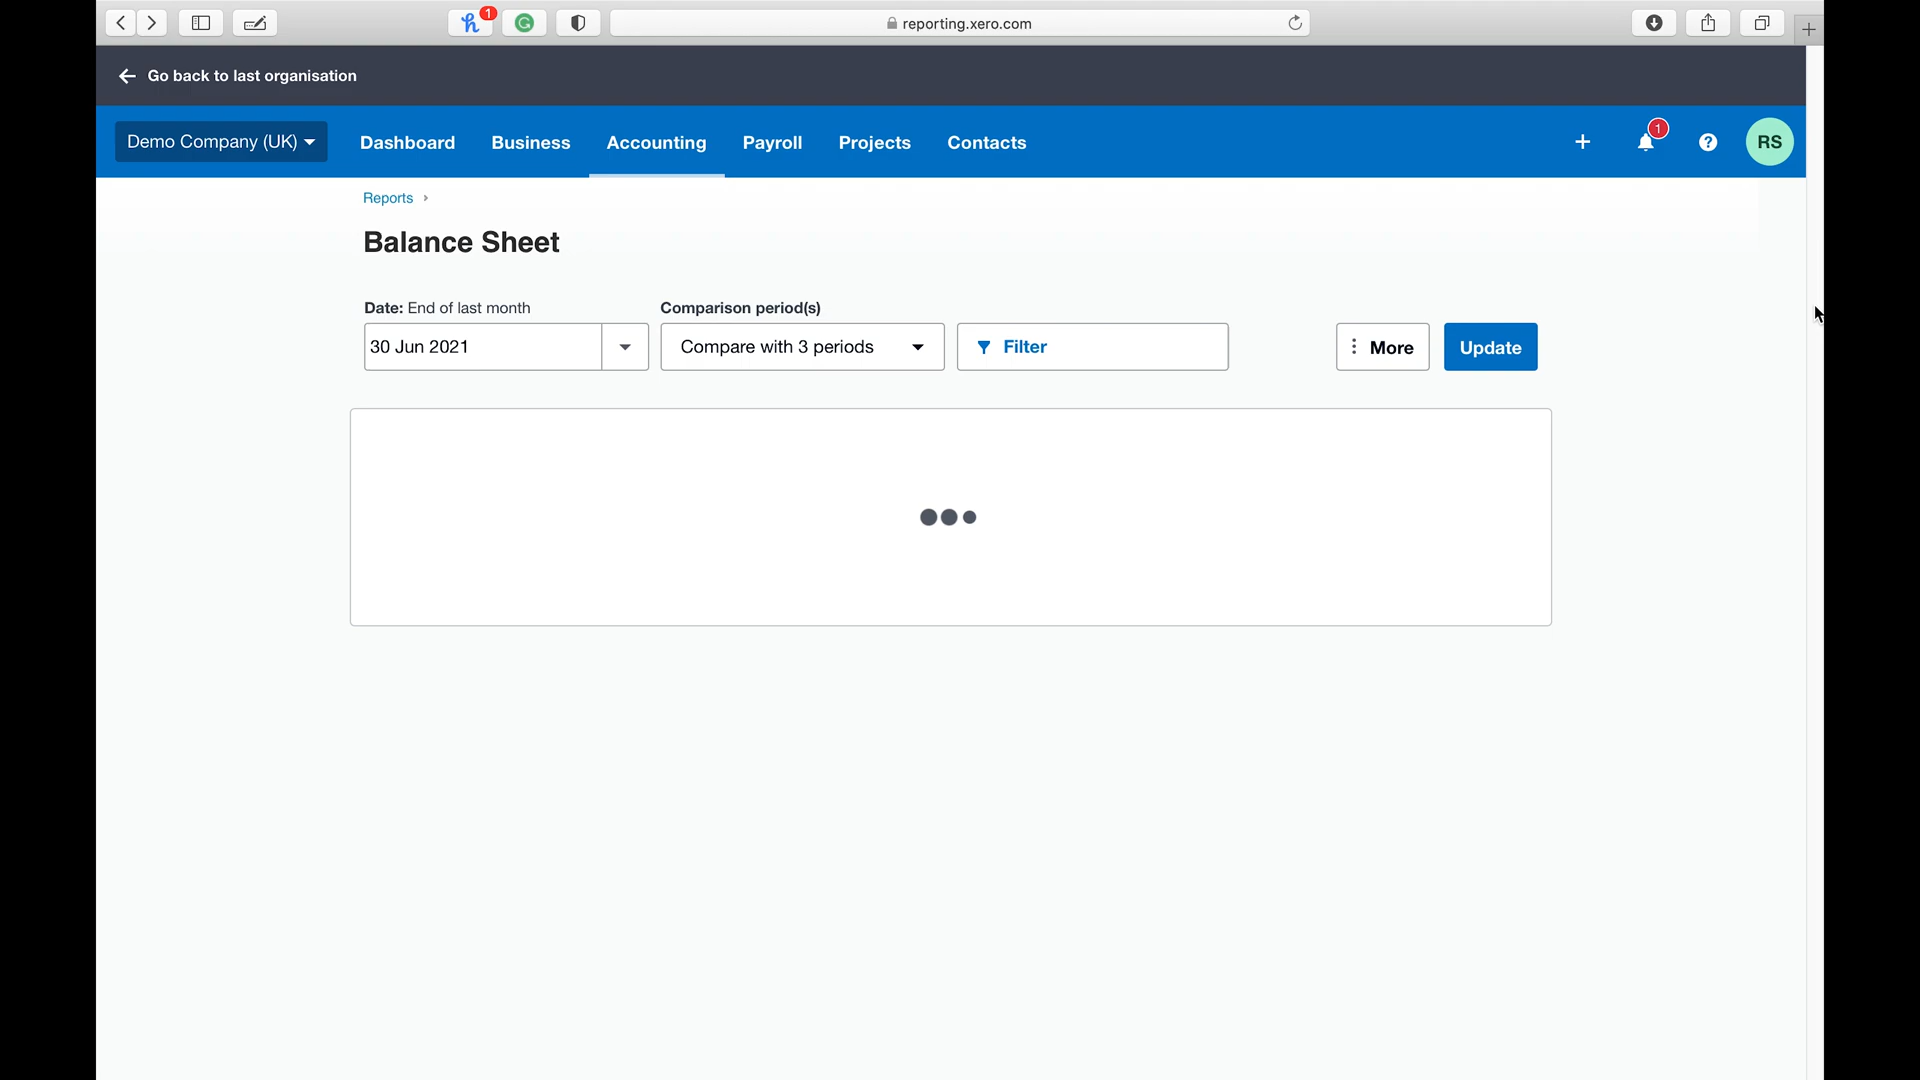 1
reporting.xero.com
Go back to last organisation
Demo Company (UK)
Dashboard
Business
Accounting
Payroll
Projects
Contacts
1
?
RS
Reports
Balance Sheet
Date: End of last month
Comparison period(s)
30 Jun 2021
Compare with 3 periods
Filter
More
Update